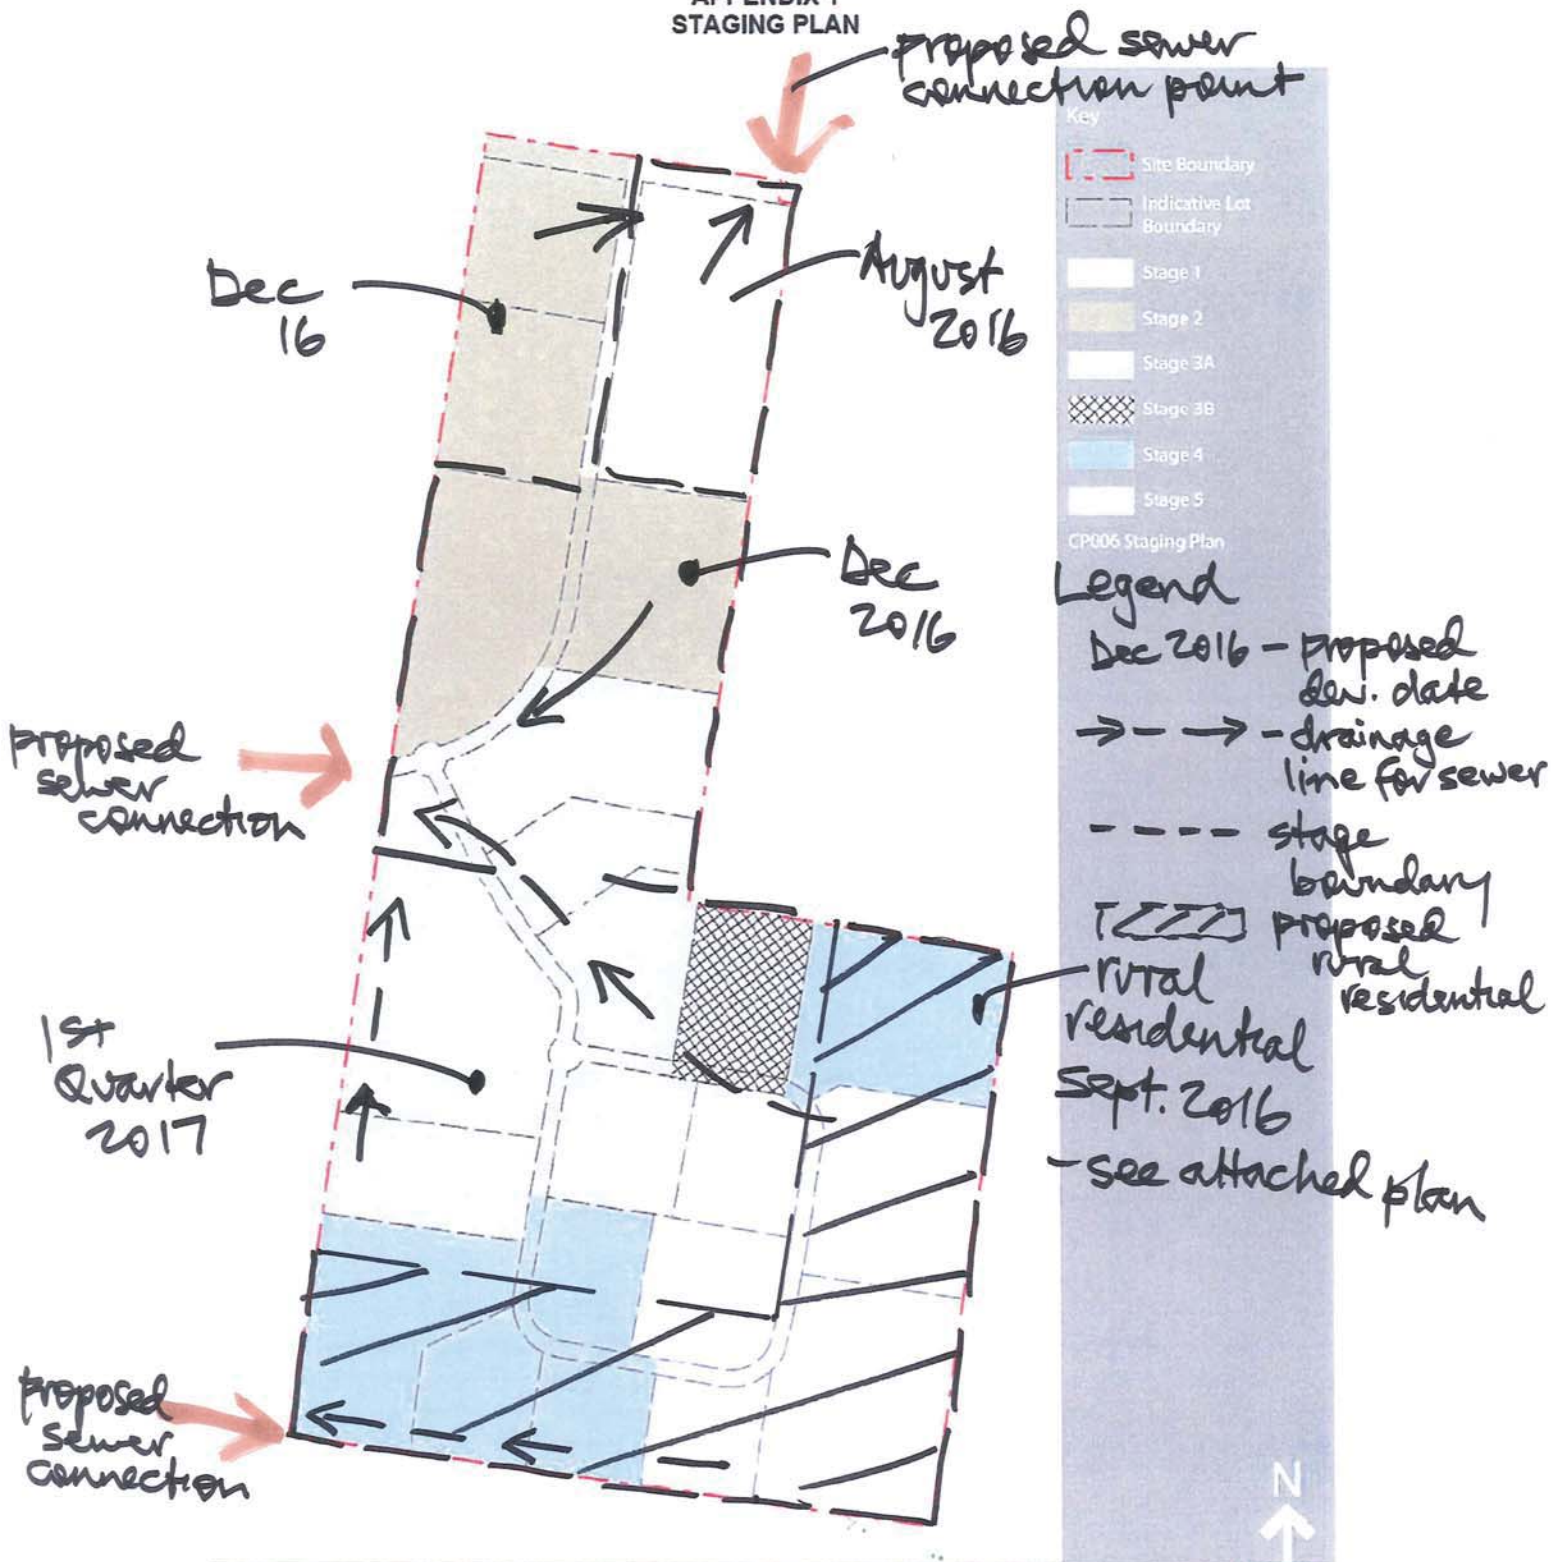 APPENDIX 1
STAGING PLAN
proposed sewer
connection point
Key
Site Boundary
Indicative Lot
Boundary
Stage 1
Stage 2
Stage 3A
Stage 3B
Stage 4
Stage 5
CP006 Staging Plan
Legend
Dec 2016 - proposed
dev. date
- drainage
line for sewer
stage
boundary
proposed
rural
residential
Dec
16
August
2016
Dec
2016
proposed
sewer
connection
1st
Quarter
2017
rural
residential
Sept. 2016
- see attached plan
proposed
sewer
connection
N